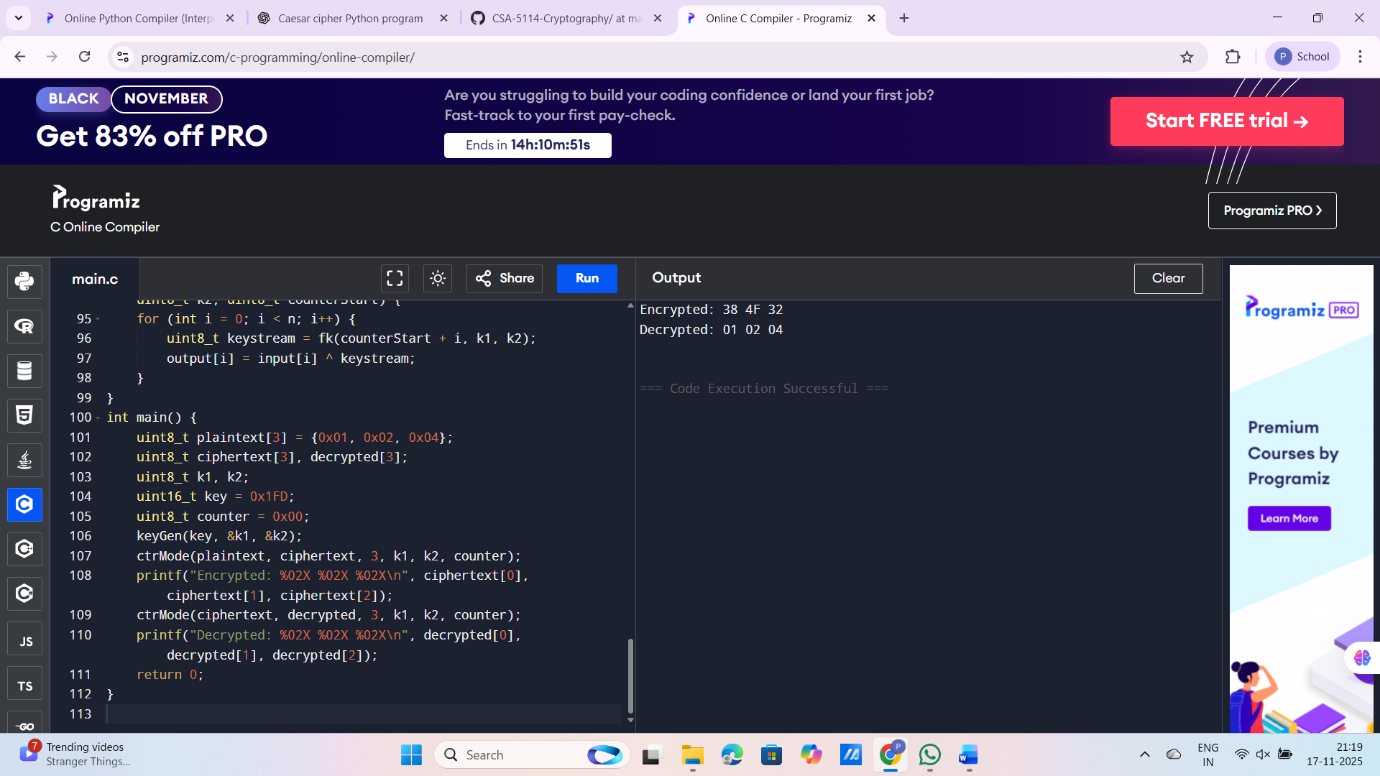 Online Python Compiler (Interp
Caesar cipher Python program
CSA-5114-Cryptography/ at ma
Online C Compiler - Programiz
programiz.com/c-programming/online-compiler/
P
School
BLACK NOVEMBER
Get 83% off PRO
Are you struggling to build your coding confidence or land your first job?
Fast-track to your first pay-check.
Ends in 14h:10m:51s
Start FREE trial →
Programiz
C Online Compiler
Programiz PRO
main.c
Share
Run
Output
Clear
uint8_t k2, uint8_t counterStart) {
95 for (int i = 0; i < n; i++) {
96 uint8_t keystream = fk(counterStart + i, k1, k2);
97 output[i] = input[i] ^ keystream;
98 }
99 }
100 int main() {
101 uint8_t plaintext[3] = {0x01, 0x02, 0x04};
102 uint8_t ciphertext[3], decrypted[3];
103 uint8_t k1, k2;
104 uint16_t key = 0x1FD;
105 uint8_t counter = 0x00;
106 keyGen(key, &k1, &k2);
107 ctrMode(plaintext, ciphertext, 3, k1, k2, counter);
108 printf("Encrypted: %02X %02X %02X\n", ciphertext[0],
ciphertext[1], ciphertext[2]);
109 ctrMode(ciphertext, decrypted, 3, k1, k2, counter);
110 printf("Decrypted: %02X %02X %02X\n", decrypted[0],
decrypted[1], decrypted[2]);
111 return 0;
112 }
113
Encrypted: 38 4F 32
Decrypted: 01 02 04
=== Code Execution Successful ===
JS
TS
GO
Programiz PRO
Premium
Courses by
Programiz
Learn More
7
Trending videos
Stranger Things...
Search
P
ENG
IN
21:19
17-11-2025